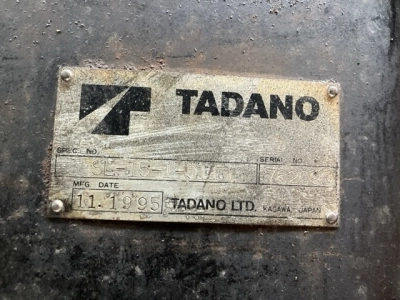 TADANO
SPEC. NO.
SERIAL NO.
MFG DATE
11.1995 TADANO LTD. KAGAWA, JAPAN